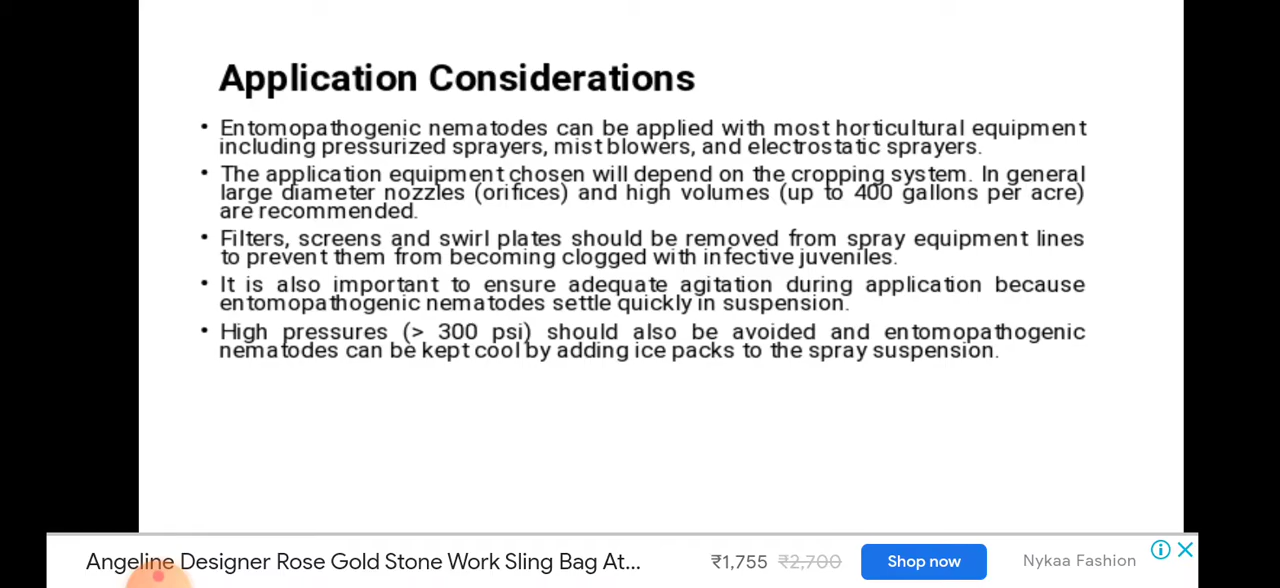 Application Considerations
• Entomopathogenic nematodes can be applied with most horticultural equipment
including pressurized sprayers, mist blowers, and electrostatic sprayers.
• The application equipment chosen will depend on the cropping system. In general
large diameter nozzles (orifices) and high volumes (up to 400 gallons per acre)
are recommended.
• Filters, screens and swirl plates should be removed from spray equipment lines
to prevent them from becoming clogged with infective juveniles.
• It is also important to ensure adequate agitation during application because
entomopathogenic nematodes settle quickly in suspension.
• High pressures (> 300 psi) should also be avoided and entomopathogenic
nematodes can be kept cool by adding ice packs to the spray suspension.
Angeline Designer Rose Gold Stone Work Sling Bag At... ₹1,755 ₹2,700 Shop now Nykaa Fashion